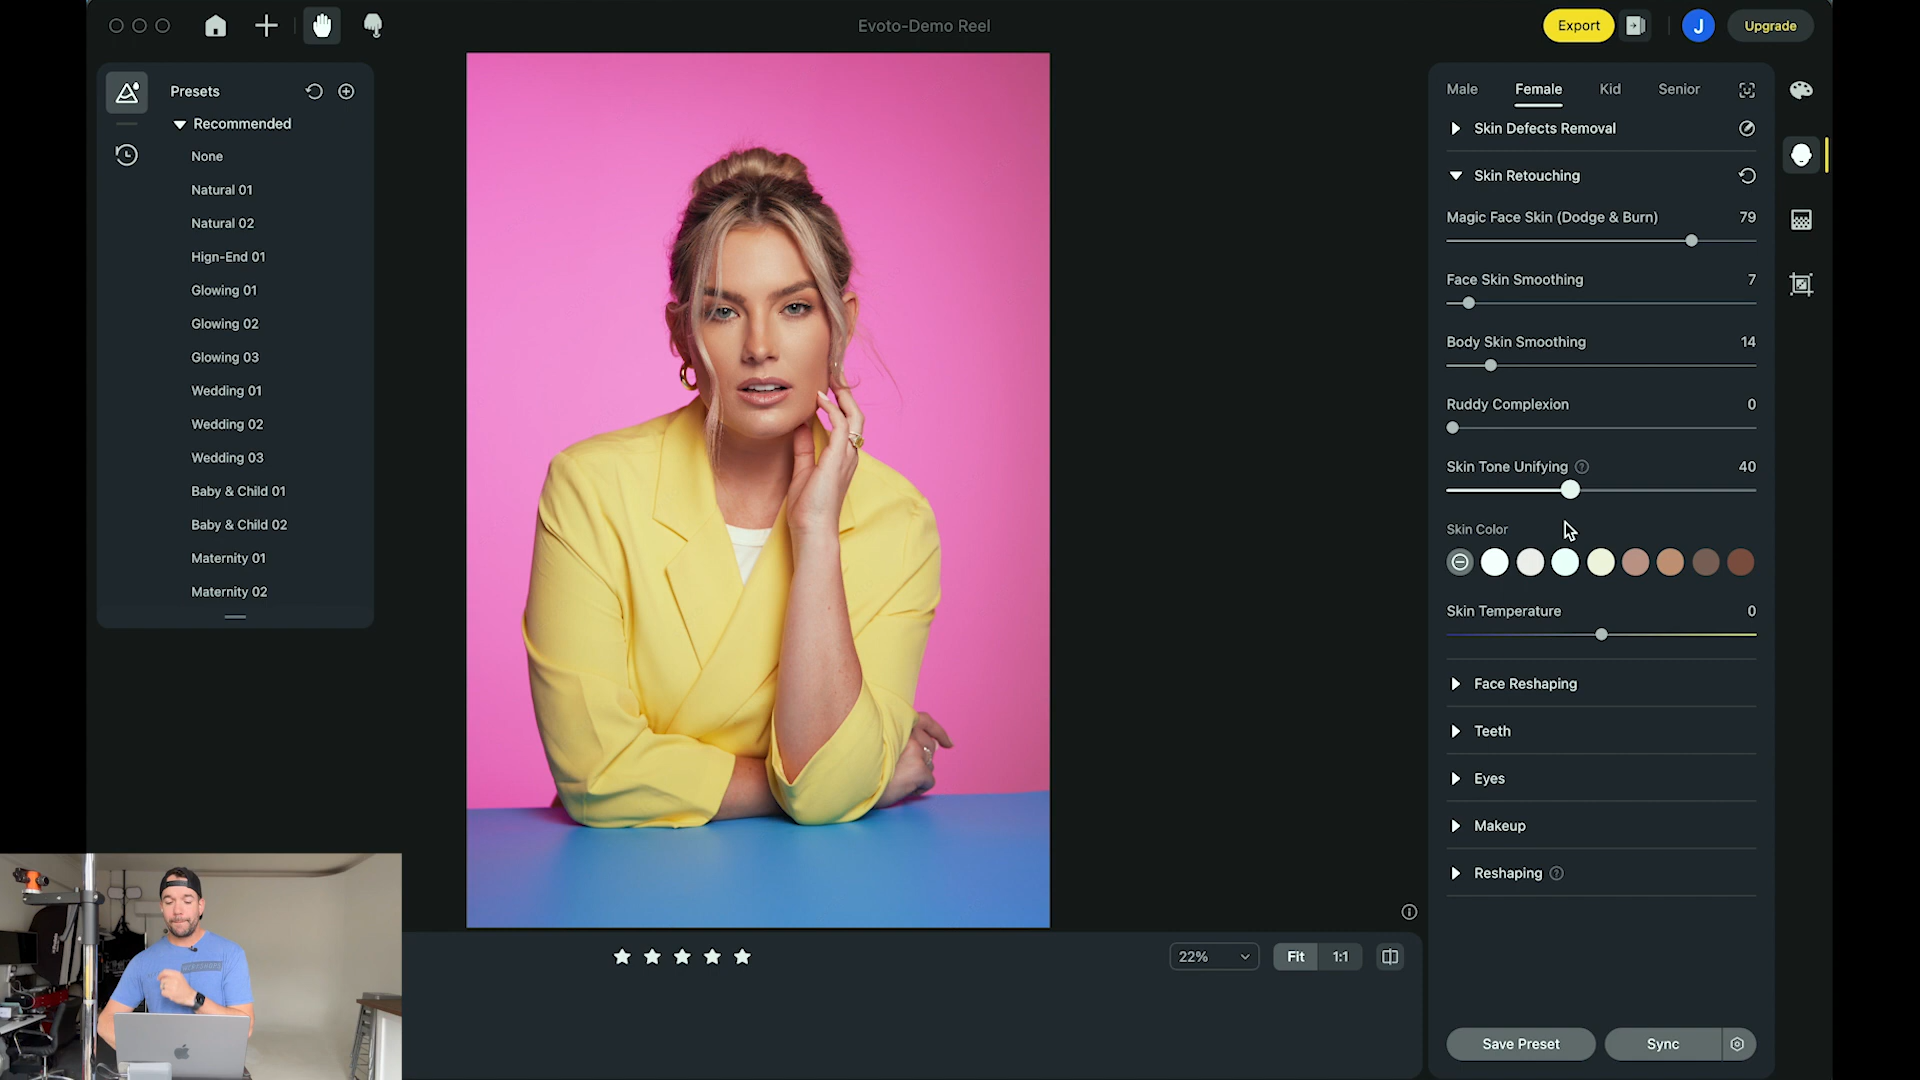 Evoto-Demo Reel
Export
J
Upgrade
Presets
Recommended
None
Natural 01
Natural 02
Hign-End 01
Glowing 01
Glowing 02
Glowing 03
Wedding 01
Wedding 02
Wedding 03
Baby & Child 01
Baby & Child 02
Maternity 01
Maternity 02
Male Female Kid Senior
Skin Defects Removal
Skin Retouching
Magic Face Skin (Dodge & Burn) 79
Face Skin Smoothing 7
Body Skin Smoothing 14
Ruddy Complexion 0
Skin Tone Unifying ? 40
Skin Color
Skin Temperature 0
Face Reshaping
Teeth
Eyes
Makeup
Reshaping ?
22% Fit 1:1
Save Preset Sync